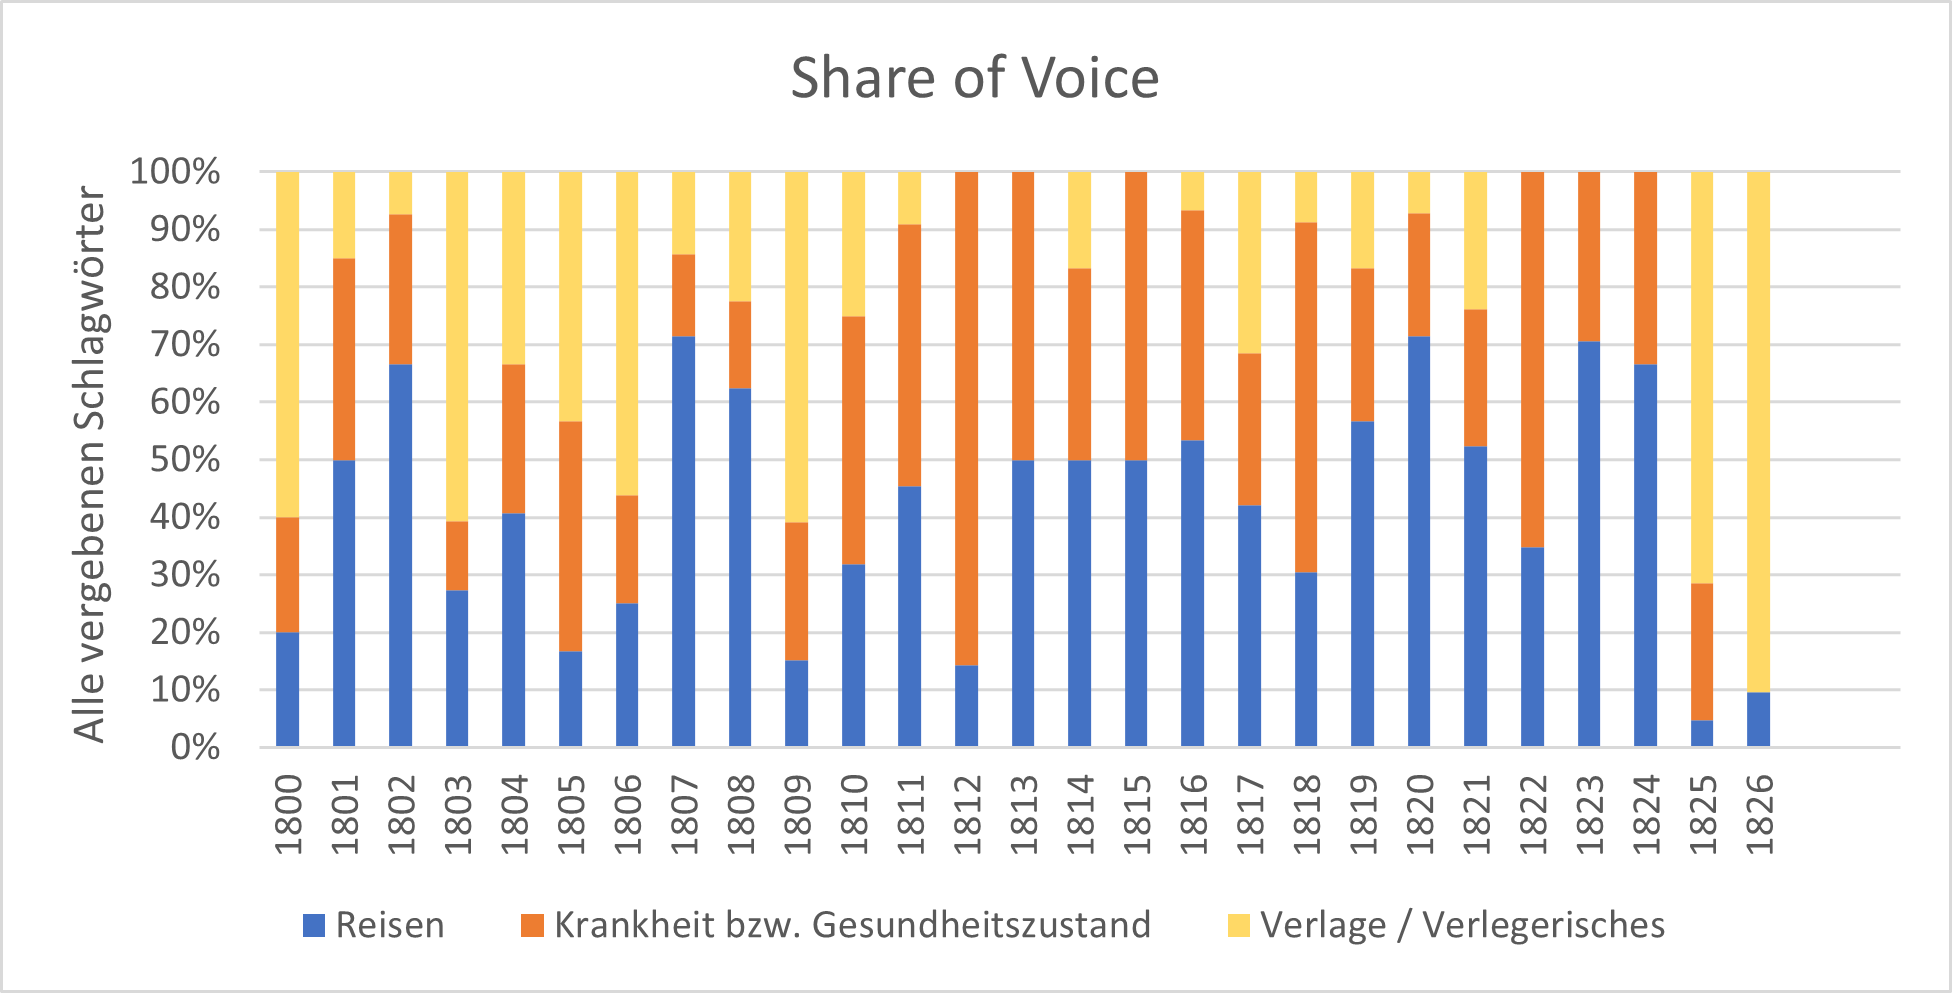 Share of Voice
Alle vergebenen Schlagwörter
100%
90%
80%
70%
60%
50%
40%
30%
20%
10%
0%
1800 1801 1802 1803 1804 1805 1806 1807 1808 1809 1810 1811 1812 1813 1814 1815 1816 1817 1818 1819 1820 1821 1822 1823 1824 1825 1826
Reisen Krankheit bzw. Gesundheitszustand Verlage / Verlegerisches